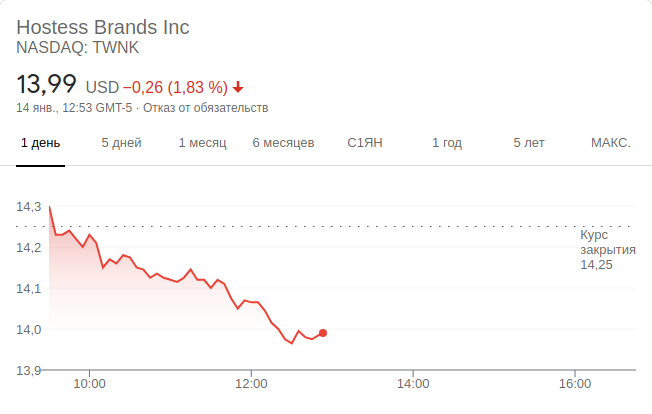 Hostess Brands Inc
NASDAQ: TWNK
13,99 USD −0,26 (1,83 %)
14 янв., 12:53 GMT-5 · Отказ от обязательств
1 день 5 дней 1 месяц 6 месяцев С1ЯН 1 год 5 лет МАКС.
14,3
Курс
закрытия
14,25
14,2
14,1
14,0
13,9
10:00 12:00 14:00 16:00